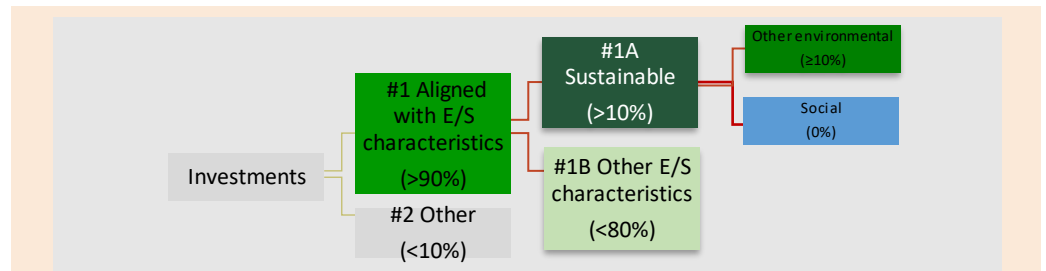 Investments
#1 Aligned
with E/S
characteristics
(>90%)
#2 Other
(<10%)
#1A
Sustainable
(>10%)
#1B Other E/S
characteristics
(<80%)
Other environmental
(≥10%)
Social
(0%)